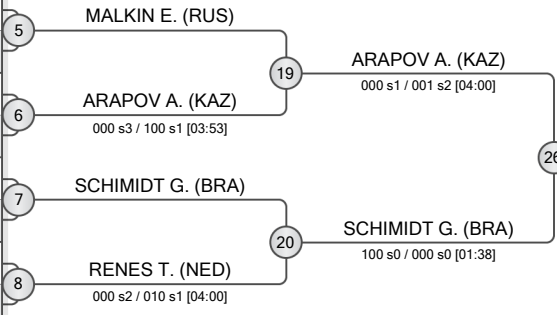 MALKIN E. (RUS)
5
19
ARAPOV A. (KAZ)
000 s1 / 001 s2 [04:00]
6
ARAPOV A. (KAZ)
000 s3 / 100 s1 [03:53]
26
7
SCHIMIDT G. (BRA)
20
SCHIMIDT G. (BRA)
100 s0 / 000 s0 [01:38]
8
RENES T. (NED)
000 s2 / 010 s1 [04:00]